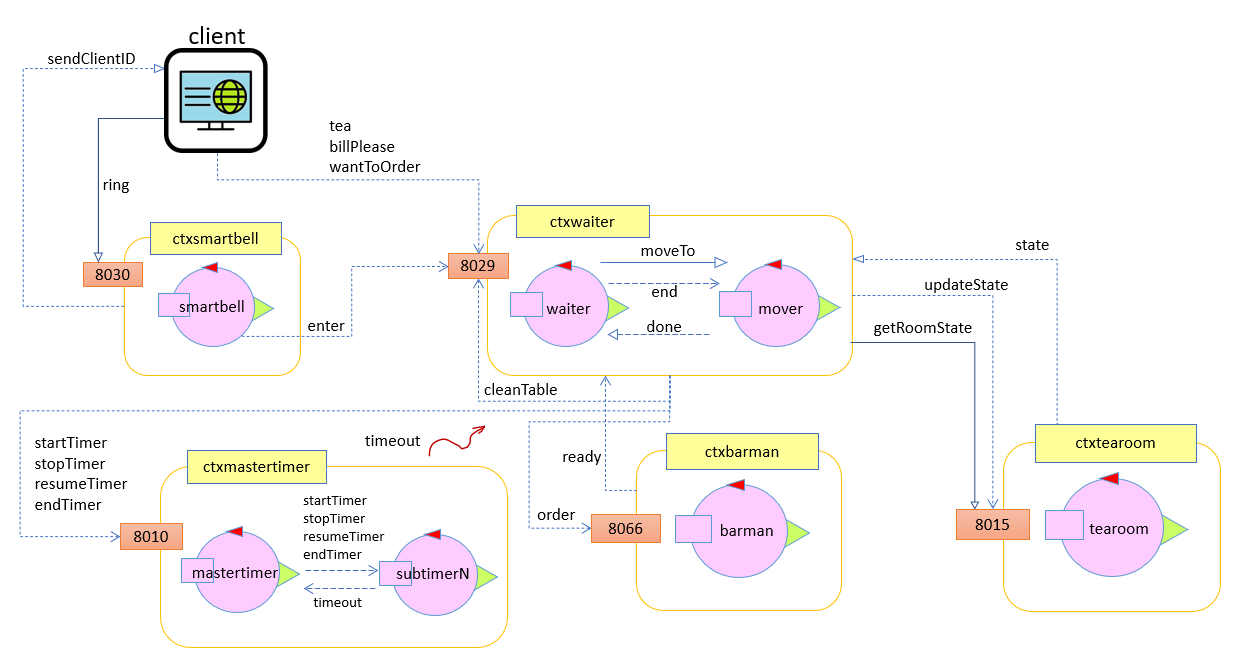 client
sendClientID
tea
billPlease
wantToOrder
ring
ctxsmartbell
8030
smartbell
enter
ctxwaiter
8029
moveTo
end
done
waiter
mover
state
updateState
getRoomState
cleanTable
startTimer
stopTimer
resumeTimer
endTimer
timeout
ctxmastertimer
8010
mastertimer
startTimer
stopTimer
resumeTimer
endTimer
timeout
subtimerN
ready
order
ctxbarman
8066
barman
ctxtearoom
8015
tearoom